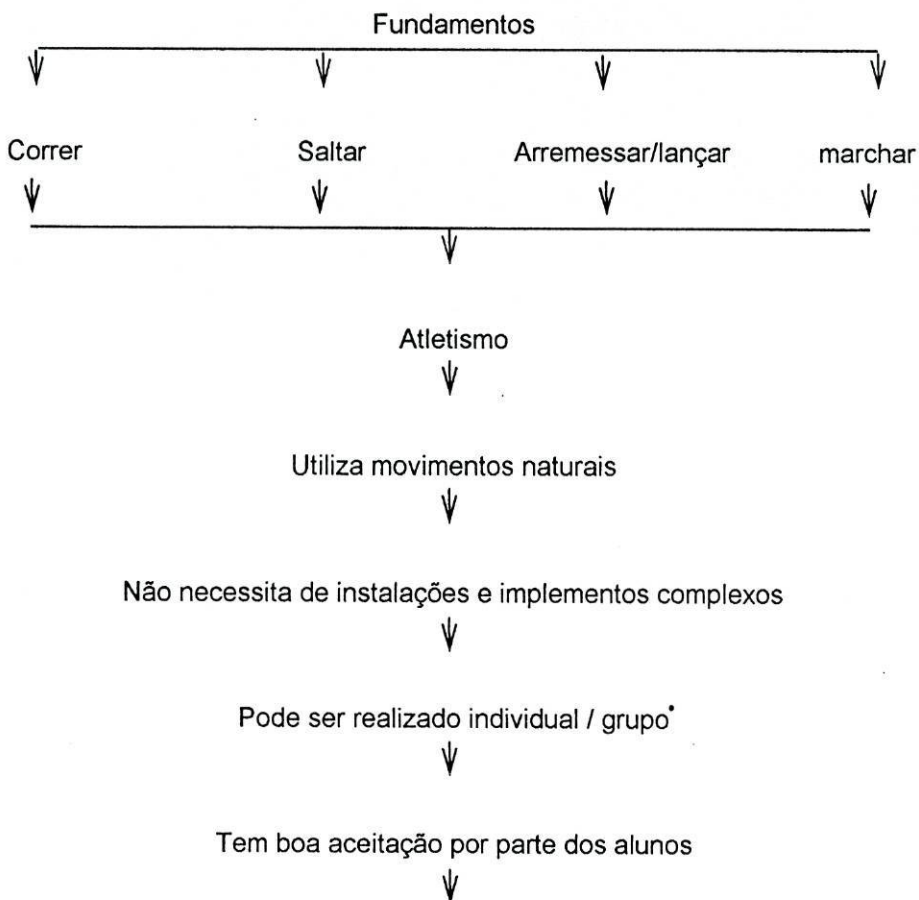 Fundamentos
Correer Saltar Arremessar/lançar marchar
Atletismo
Utiliza movimentos naturais
Não necessita de instalações e implementos complexos
Pode ser realizado individual / grupo•
Tem boa aceitação por parte dos alunos